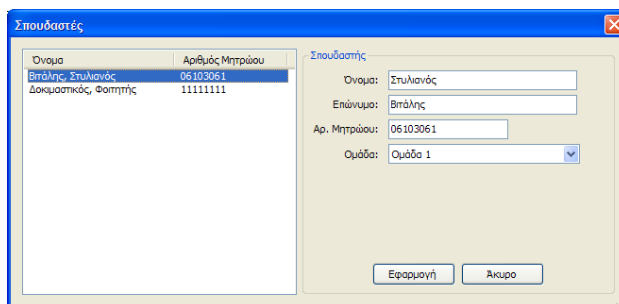 Σπουδαστές
Όνομα Αριθμός Μητρώου
Βιτάλης, Στυλιανός 06103061
Δοκιμαστικός, Φοιτητής 11111111
Σπουδαστής
Όνομα: Στυλιανός
Επώνυμο: Βιτάλης
Αρ. Μητρώου: 06103061
Ομάδα: Ομάδα 1
Εφαρμογή Άκυρο